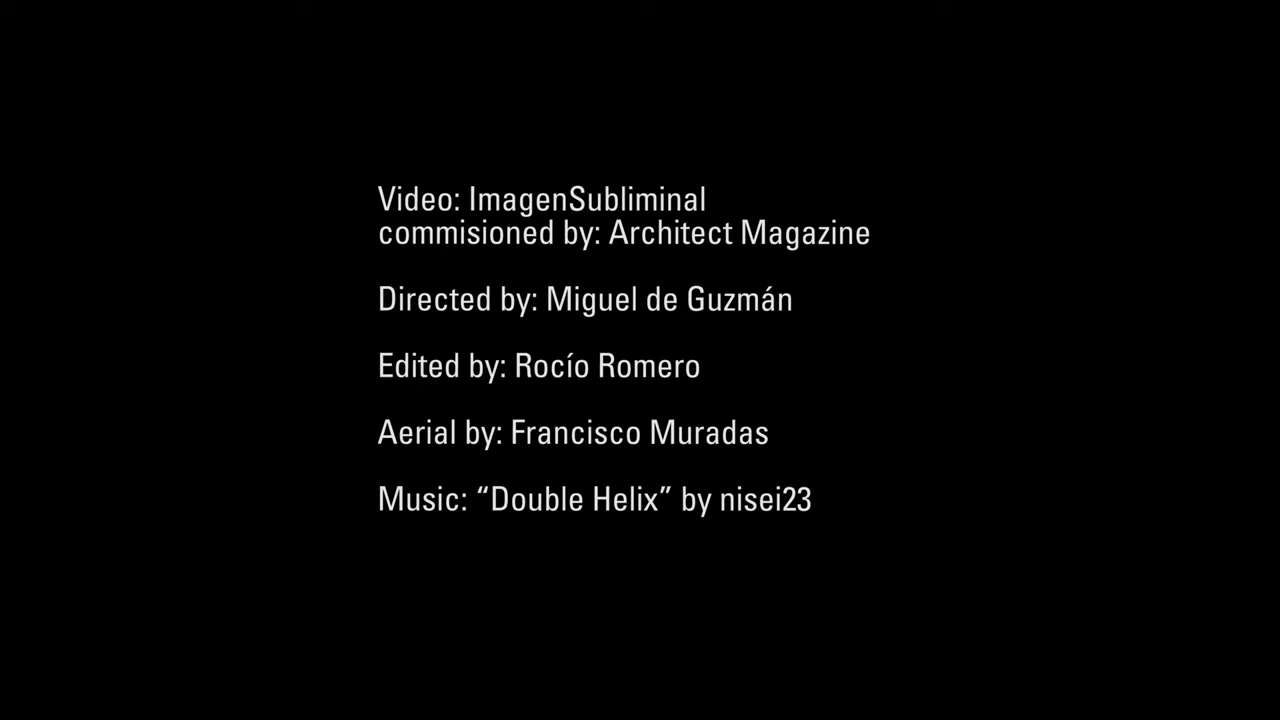 Video: ImagenSubliminal
commisioned by: Architect Magazine
Directed by: Miguel de Guzmán
Edited by: Rocío Romero
Aerial by: Francisco Muradas
Music: “Double Helix” by nisei23